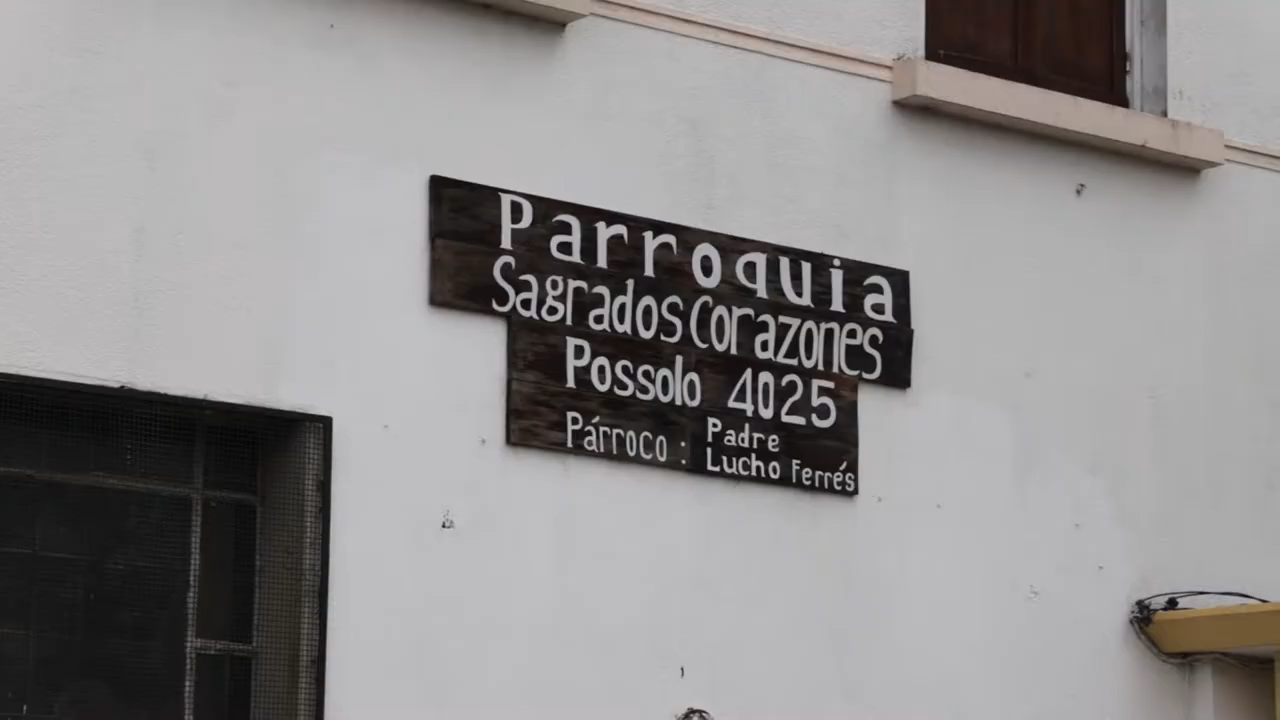 Parroquia
Sagrados Corazones
Possolo 4025
Párroco : Padre
Lucho Ferrés